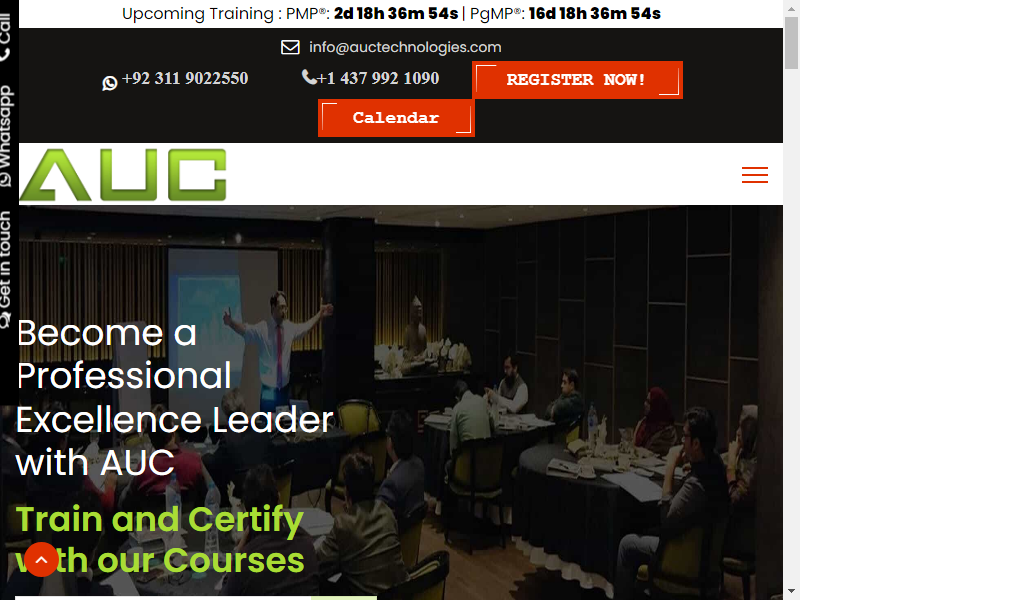 Upcoming Training : PMP®: 2d 18h 36m 54s | PgMP®: 16d 18h 36m 54s
info@auctechnologies.com
+92 311 9022550
+1 437 992 1090
REGISTER NOW!
Calendar
Call
Whatsapp
Get in touch
AUC
Become a
Professional
Excellence Leader
with AUC
Train and Certify
with our Courses